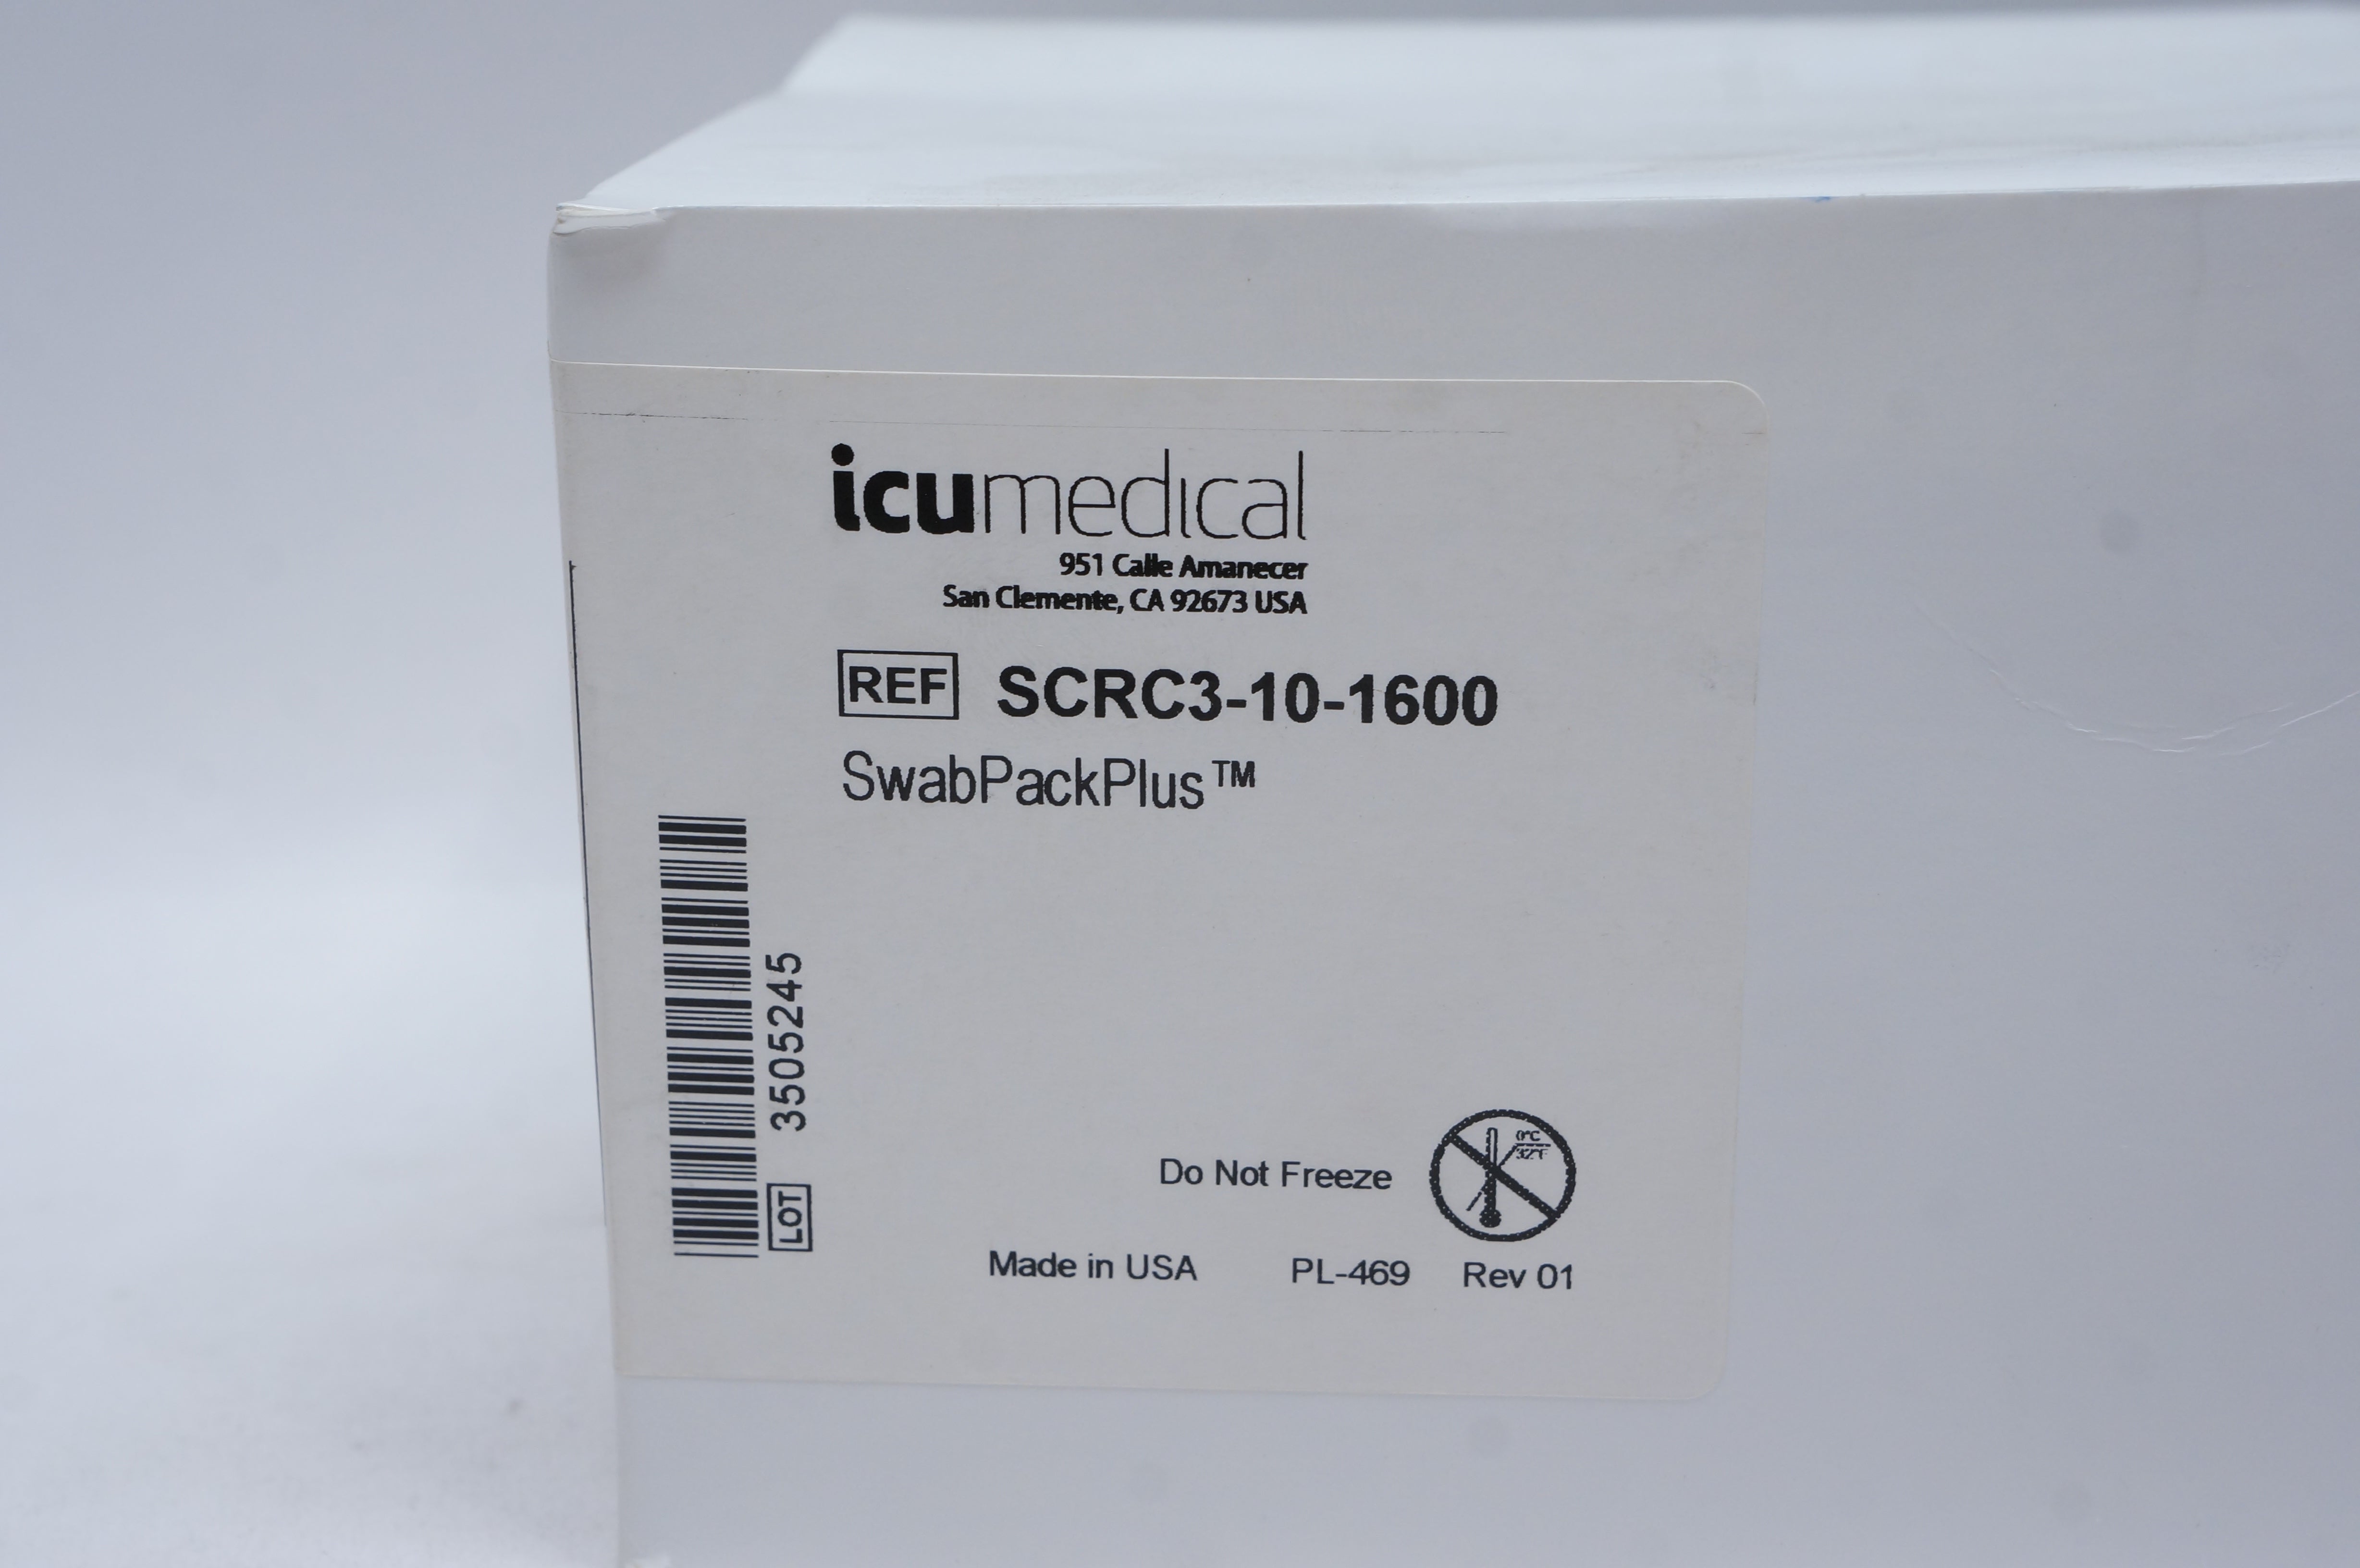 icumedical
951 Calle Amanecer
San Clemente, CA 92673 USA
REF SCRC3-10-1600
SwabPackPlus™
LOT 3505245
0°C
32°F
Do Not Freeze
Made in USA PL-469 Rev 01